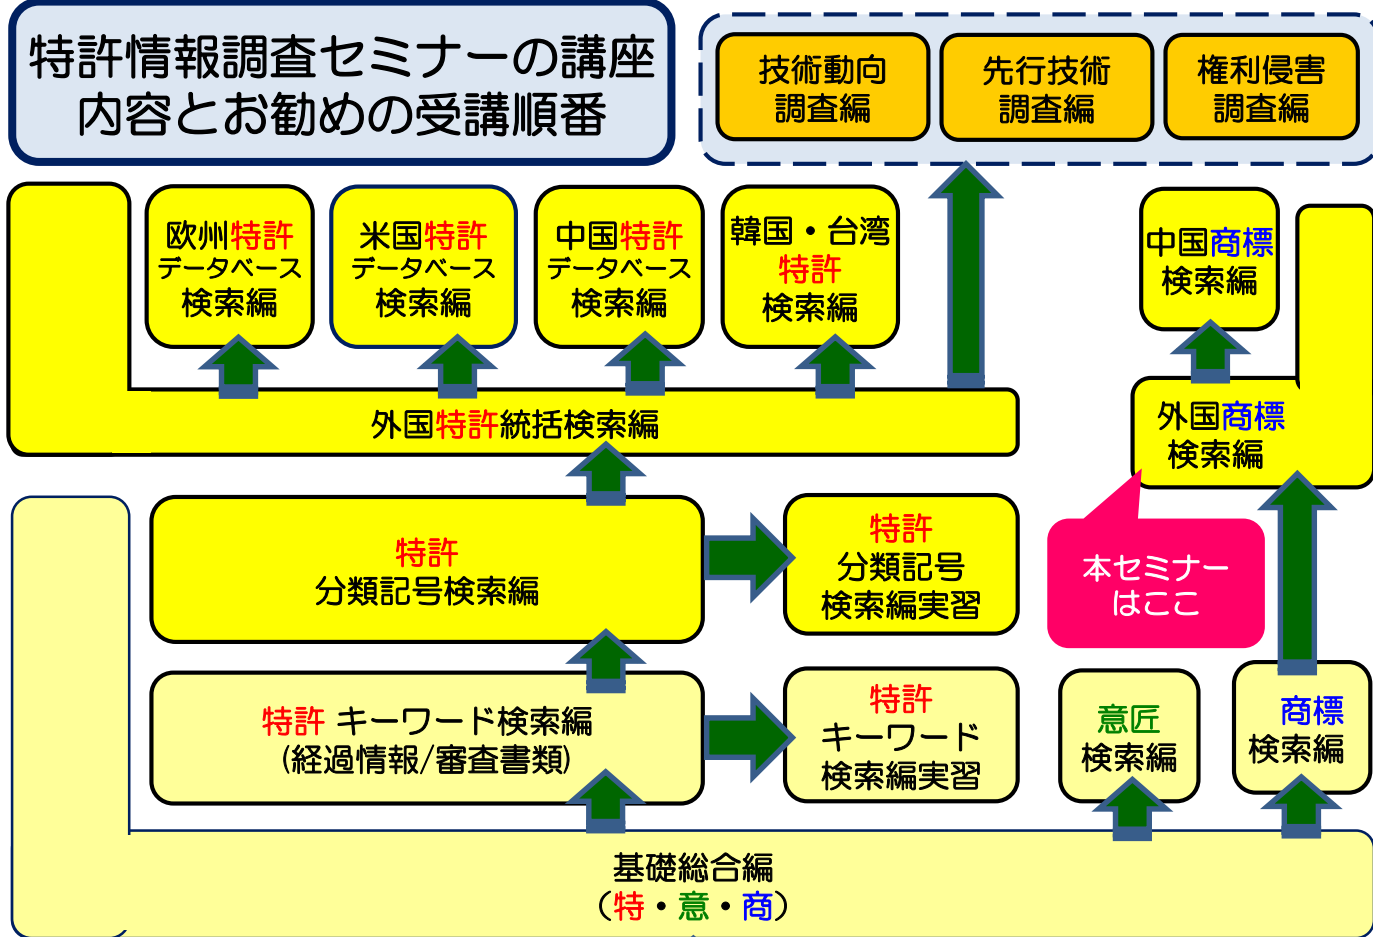 特許情報調査セミナーの講座
内容とお勧めの受講順番
技術動向
調査編
先行技術
調査編
権利侵害
調査編
欧州特許
データベース
検索編
米国特許
データベース
検索編
中国特許
データベース
検索編
韓国・台湾
特許
検索編
中国商標
検索編
外国特許統括検索編
外国商標
検索編
特許
分類記号検索編
特許
分類記号
検索編実習
本セミナー
はここ
特許 キーワード検索編
(経過情報/審査書類)
特許
キーワード
検索編実習
意匠
検索編
商標
検索編
基礎総合編
（特・意・商）